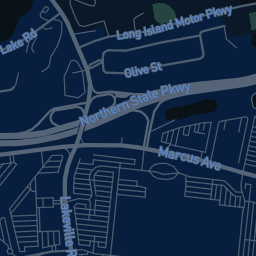 Long Island Motor Pkwy
Lake Rd
Olive St
Northern State Pkwy
Marcus Ave
Lakeville R